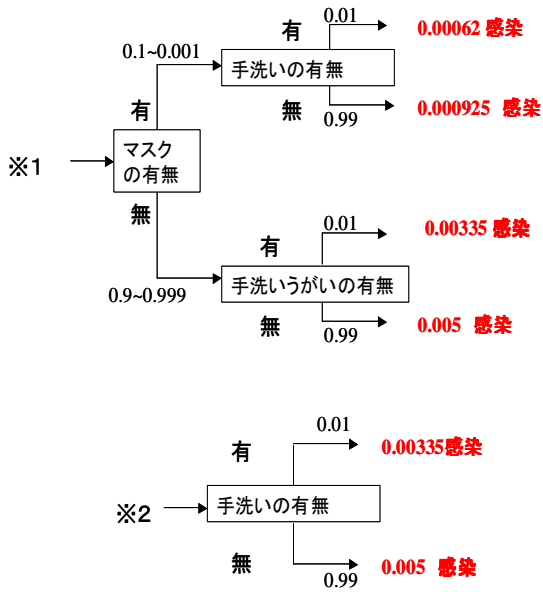 有
0.01
0.00062 感染
0.1~0.001
手洗いの有無
有
無
0.99
0.000925 感染
※1
マスク
の有無
無
有
0.01
0.00335 感染
0.9~0.999
手洗いうがいの有無
無
0.99
0.005 感染
有
0.01
0.00335感染
※2
手洗いの有無
無
0.99
0.005 感染